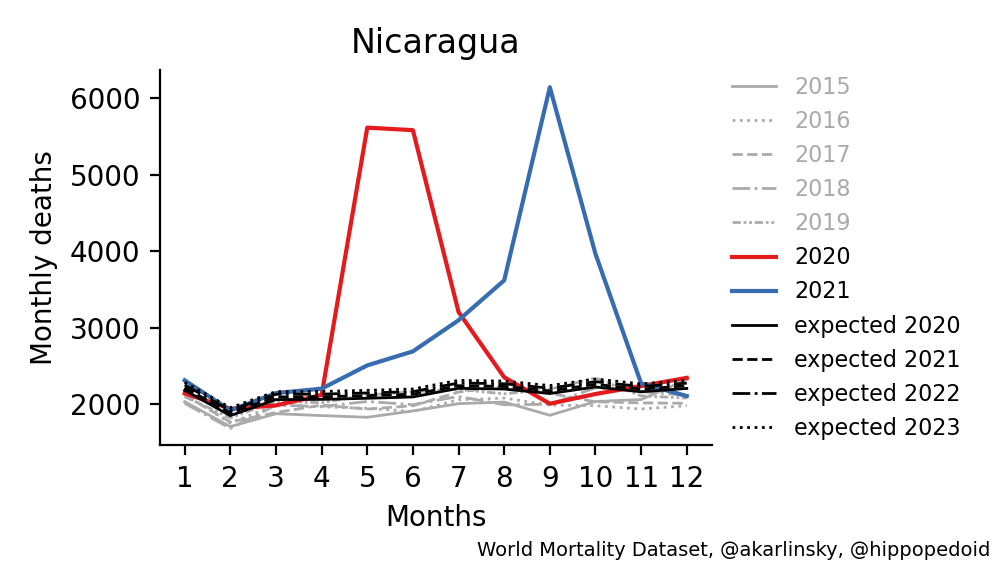 Nicaragua
6000
5000
4000
3000
2000
Monthly deaths
1 2 3 4 5 6 7 8 9 10 11 12
Months
2015
2016
2017
2018
2019
2020
2021
expected 2020
expected 2021
expected 2022
expected 2023
World Mortality Dataset, @akarlinsky, @hippopedoid